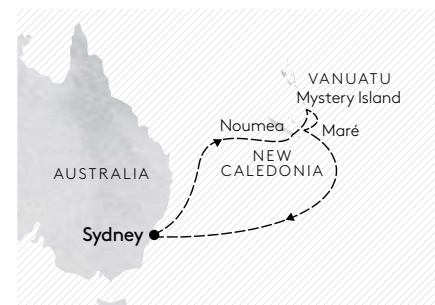 VANUATU
Mystery Island
Noumea
Maré
NEW
CALEDONIA
AUSTRALIA
Sydney